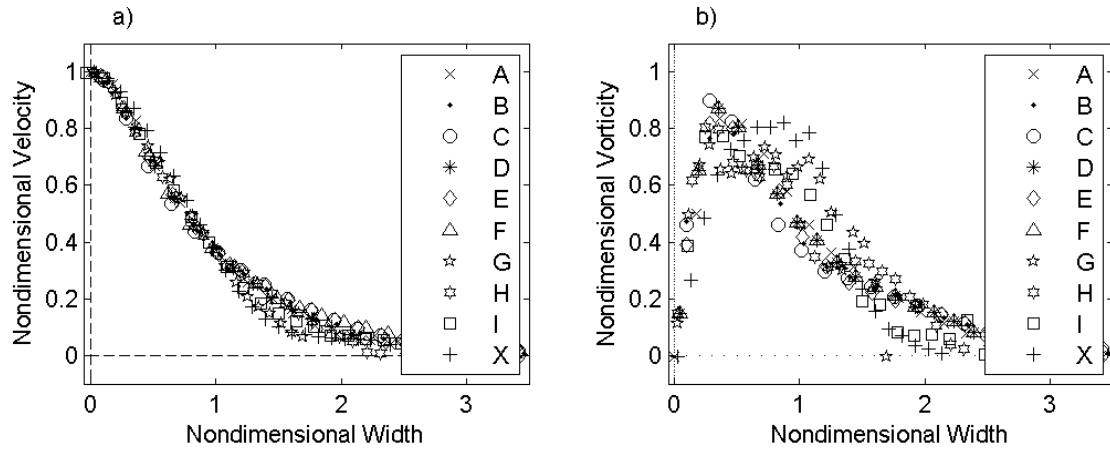 a)
Nondimensional Velocity
1
0.8
0.6
0.4
0.2
0
0
1
2
3
Nondimensional Width
A
B
C
D
E
F
G
H
I
X
b)
Nondimensional Vorticity
1
0.8
0.6
0.4
0.2
0
0
1
2
3
Nondimensional Width
A
B
C
D
E
F
G
H
I
X